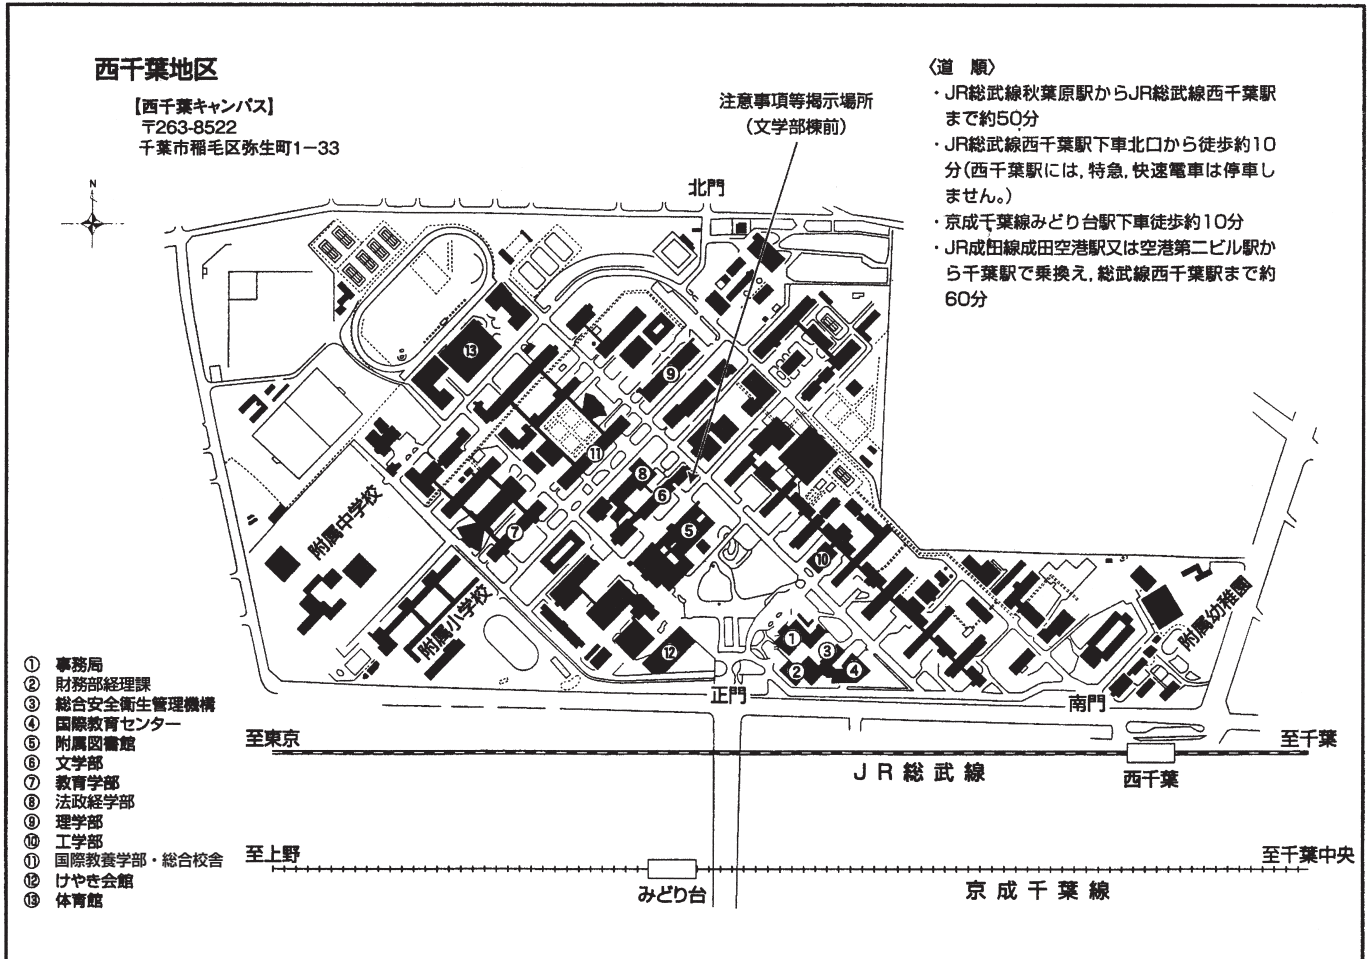 西千葉地区
【西千葉キャンパス】
〒263-8522
千葉市稲毛区弥生町1-33
注意事項等掲示場所
（文学部棟前）
〈道　順〉
・JR総武線秋葉原駅からJR総武線西千葉駅
まで約50分
・JR総武線西千葉駅下車北口から徒歩約10
分(西千葉駅には,特急,快速電車は停車し
ません。)
・京成千葉線みどり台駅下車徒歩約10分
・JR成田線成田空港駅又は空港第二ビル駅か
ら千葉駅で乗換え,総武線西千葉駅まで約
60分
N
北門
⑬
⑨
⑪
⑧
⑥
⑤
⑦
⑩
附属中学校
附属小学校
附属幼稚園
①
③
②
④
⑫
正門
南門
① 事務局
② 財務部経理課
③ 総合安全衛生管理機構
④ 国際教育センター
⑤ 附属図書館
⑥ 文学部
⑦ 教育学部
⑧ 法政経学部
⑨ 理学部
⑩ 工学部
⑪ 国際教養学部・総合校舎
⑫ けやき会館
⑬ 体育館
至東京
至千葉
JR総武線
西千葉
至上野
至千葉中央
みどり台
京成千葉線